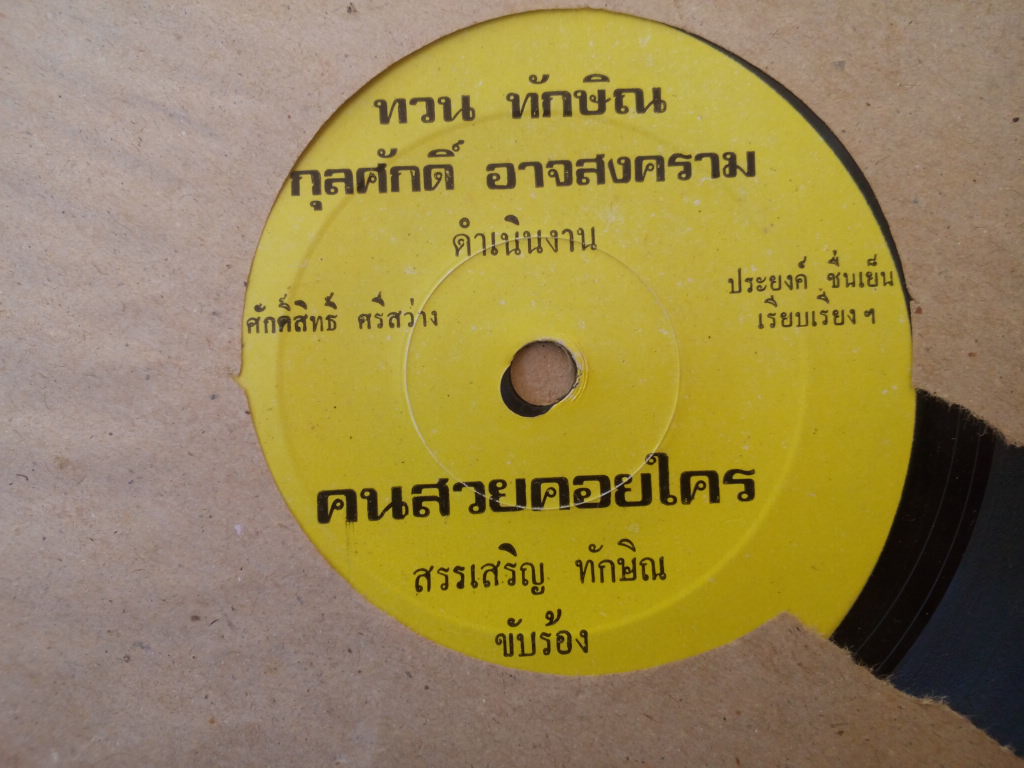 ทวน ทักษิณ
กุลศักดิ์ อาจสงคราม
ดำเนินงาน
ศักดิ์สิทธิ์ ศรีสว่าง
ประยงค์ ชื่นเย็น
เรียบเรียงฯ
คนสวยคอยใคร
สรรเสริญ ทักษิณ
ขับร้อง